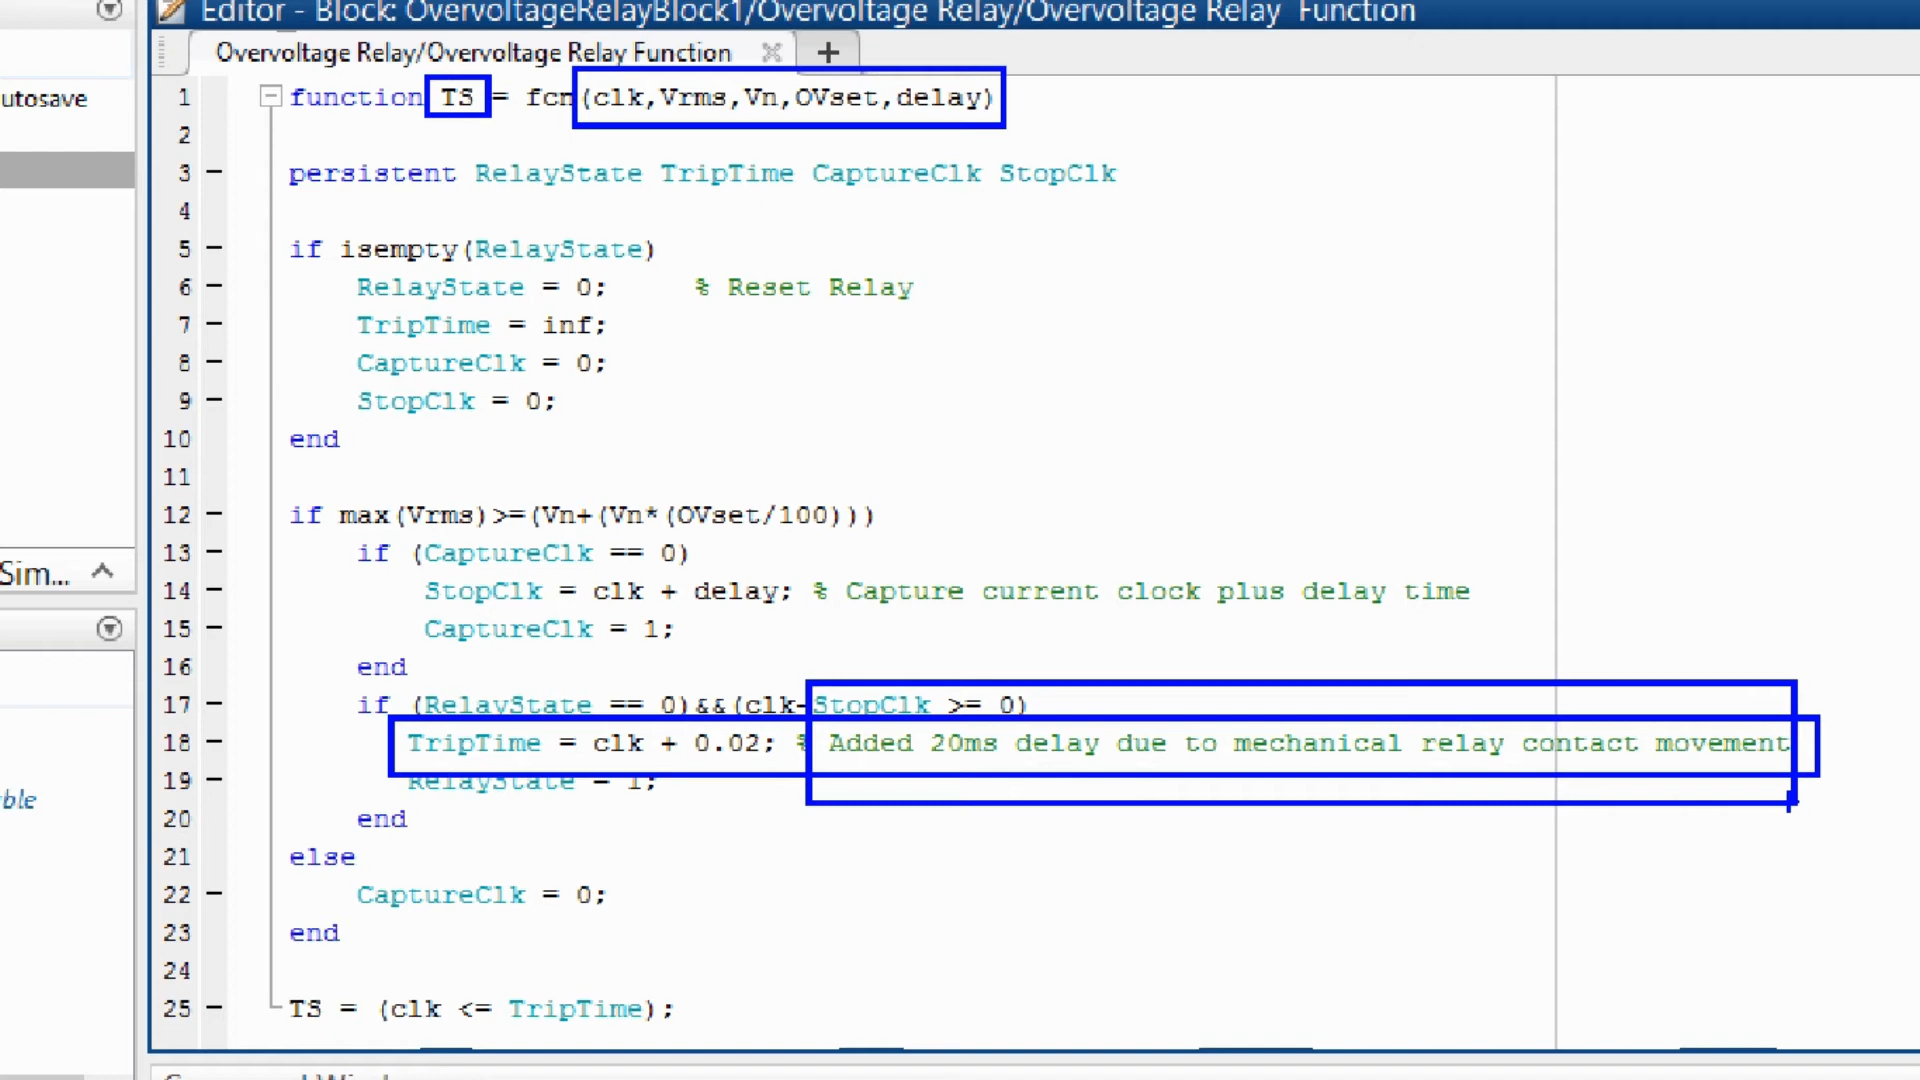 Editor - Block: OvervoltageRelayBlock1/Overvoltage Relay/Overvoltage Relay Function
Overvoltage Relay/Overvoltage Relay Function
utosave
Sim...
ble
1 function TS = fcn(clk,Vrms,Vn,OVset,delay)
2
3 persistent RelayState TripTime CaptureClk StopClk
4
5 if isempty(RelayState)
6 RelayState = 0; % Reset Relay
7 TripTime = inf;
8 CaptureClk = 0;
9 StopClk = 0;
10 end
11
12 if max(Vrms)>=(Vn+(Vn*(OVset/100)))
13 if (CaptureClk == 0)
14 StopClk = clk + delay; % Capture current clock plus delay time
15 CaptureClk = 1;
16 end
17 if (RelayState == 0)&&(clk-StopClk >= 0)
18 TripTime = clk + 0.02; % Added 20ms delay due to mechanical relay contact movement
19 RelayState = 1;
20 end
21 else
22 CaptureClk = 0;
23 end
24
25 TS = (clk <= TripTime);